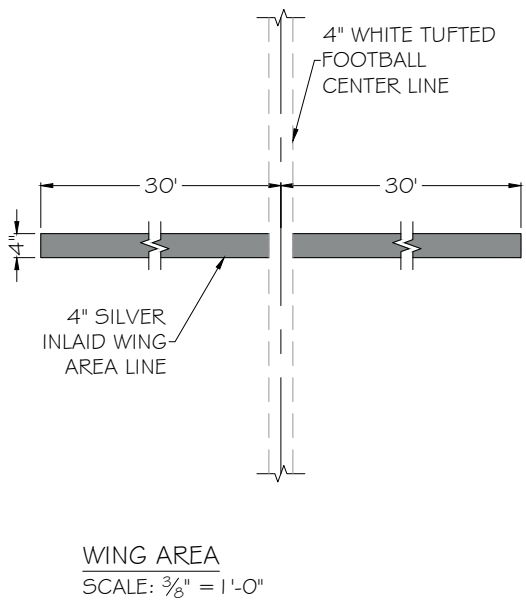 4" WHITE TUFTED
FOOTBALL
CENTER LINE
30'
30'
4"
4" SILVER
INLAID WING
AREA LINE
WING AREA
SCALE: 3/8" = 1'-0"